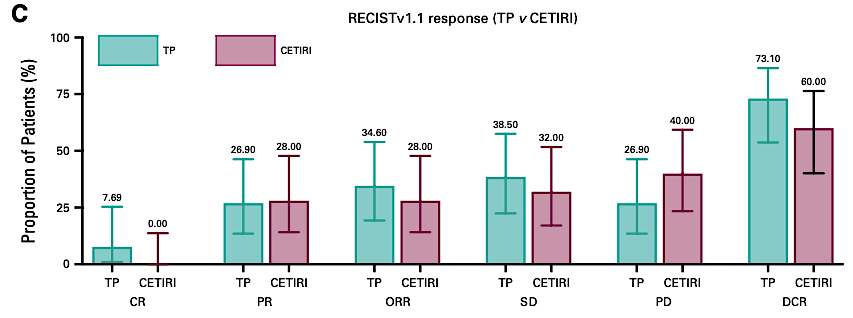 C
RECISTv1.1 response (TP v CETIRI)
Proportion of Patients (%)
100
75
50
25
0
TP
CETIRI
7.69
0.00
26.90
28.00
34.60
28.00
38.50
32.00
26.90
40.00
73.10
60.00
TP CETIRI TP CETIRI TP CETIRI TP CETIRI TP CETIRI TP CETIRI
CR PR ORR SD PD DCR